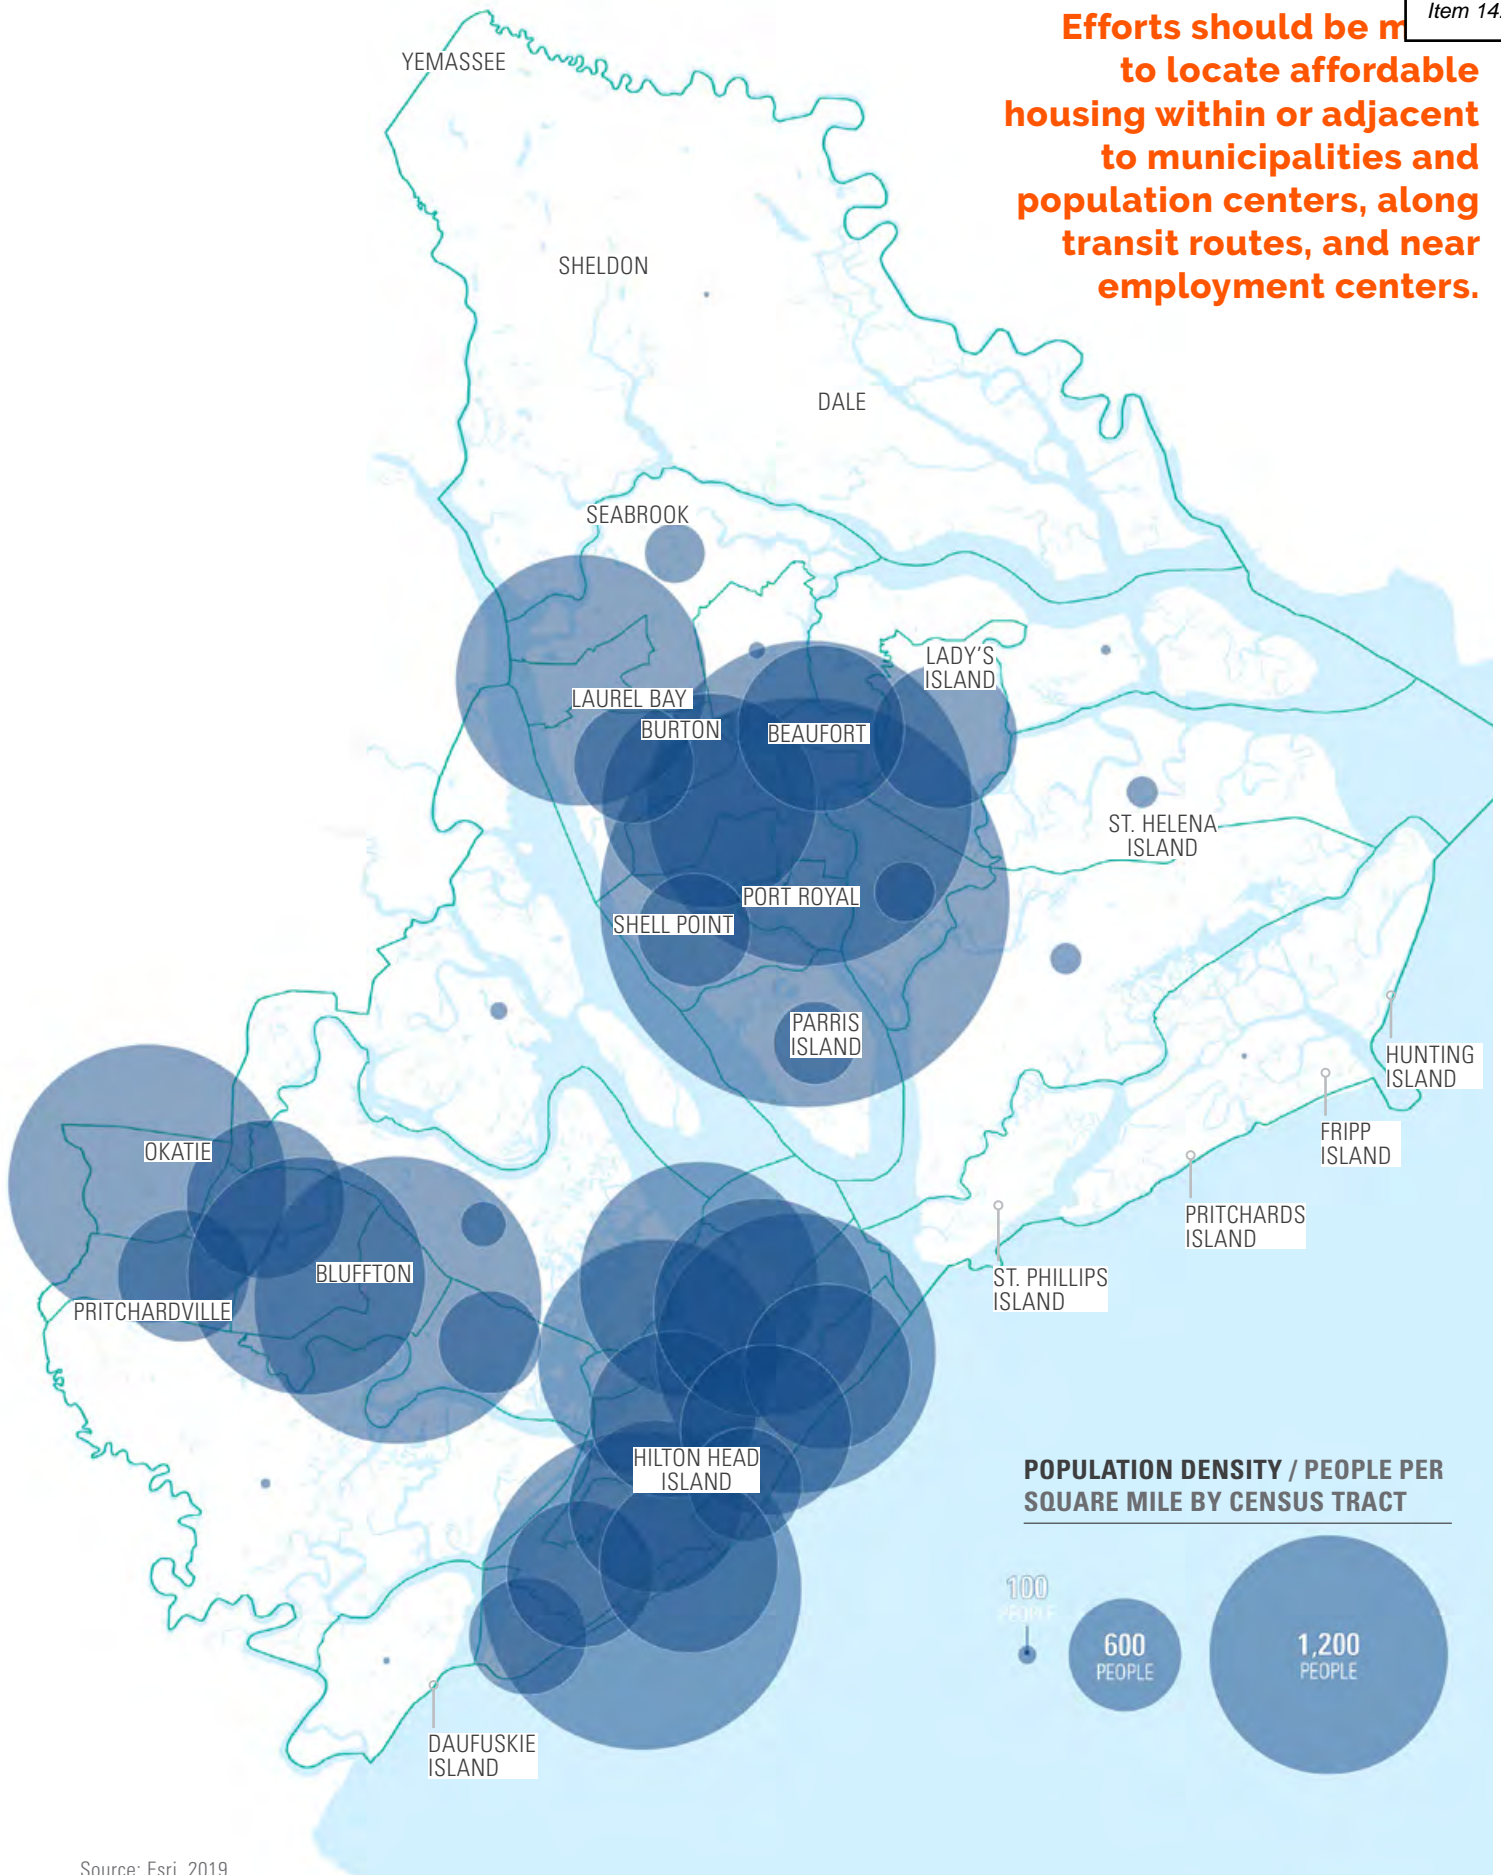 Item 14.
Efforts should be m
to locate affordable
housing within or adjacent
to municipalities and
population centers, along
transit routes, and near
employment centers.
YEMASSEE
SHELDON
DALE
SEABROOK
LADY'S
ISLAND
LAUREL BAY
BURTON
BEAUFORT
ST. HELENA
ISLAND
PORT ROYAL
SHELL POINT
PARRIS
ISLAND
HUNTING
ISLAND
FRIPP
ISLAND
OKATIE
PRITCHARDS
ISLAND
BLUFFTON
ST. PHILLIPS
ISLAND
PRITCHARDVILLE
HILTON HEAD
ISLAND
POPULATION DENSITY / PEOPLE PER
SQUARE MILE BY CENSUS TRACT
100
PEOPLE
600
PEOPLE
1,200
PEOPLE
DAUFUSKIE
ISLAND
Source: Esri, 2019